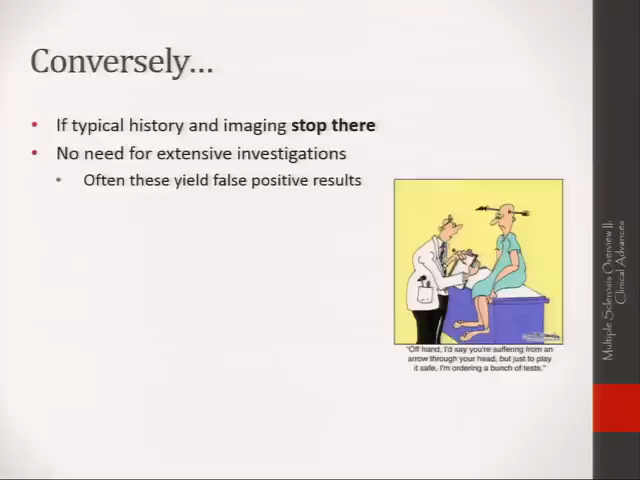 Conversely...
• If typical history and imaging stop there
• No need for extensive investigations
• Often these yield false positive results
"Off hand, I'd say you're suffering from an
arrow through your head, but just to play
it safe, I'm ordering a bunch of tests."
Multiple Sclerosis Overview II:
Clinical Advances